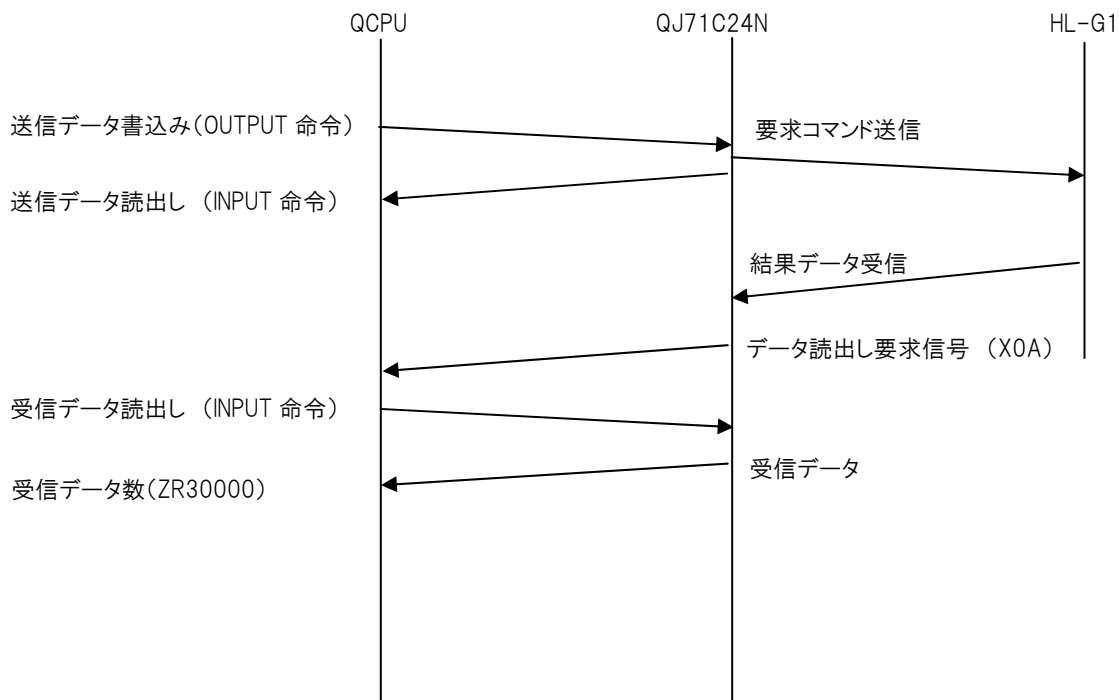 QCPU QJ71C24N HL-G1
送信データ書込み(OUTPUT 命令) 要求コマンド送信
送信データ読出し (INPUT 命令)
結果データ受信
データ読出し要求信号 (X0A)
受信データ読出し (INPUT 命令)
受信データ
受信データ数(ZR30000)